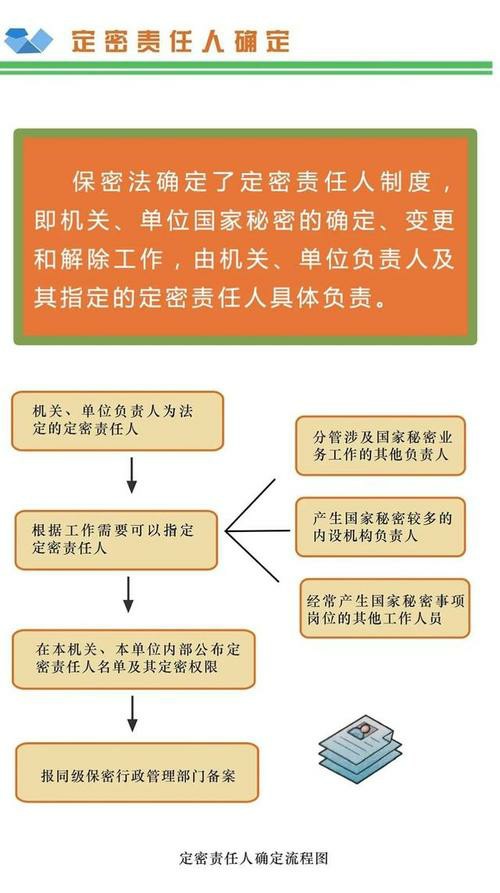 定密责任人确定
保密法确定了定密责任人制度，
即机关、单位国家秘密的确定、变更
和解除工作，由机关、单位负责人及
其指定的定密责任人具体负责。
机关、单位负责人为法
定的定密责任人
根据工作需要可以指定
定密责任人
分管涉及国家秘密业
务工作的其他负责人
产生国家秘密较多的
内设机构负责人
经常产生国家秘密事项
岗位的其他工作人员
在本机关、本单位内部公布定
密责任人名单及其定密权限
报同级保密行政管理部门备案
定密责任人确定流程图